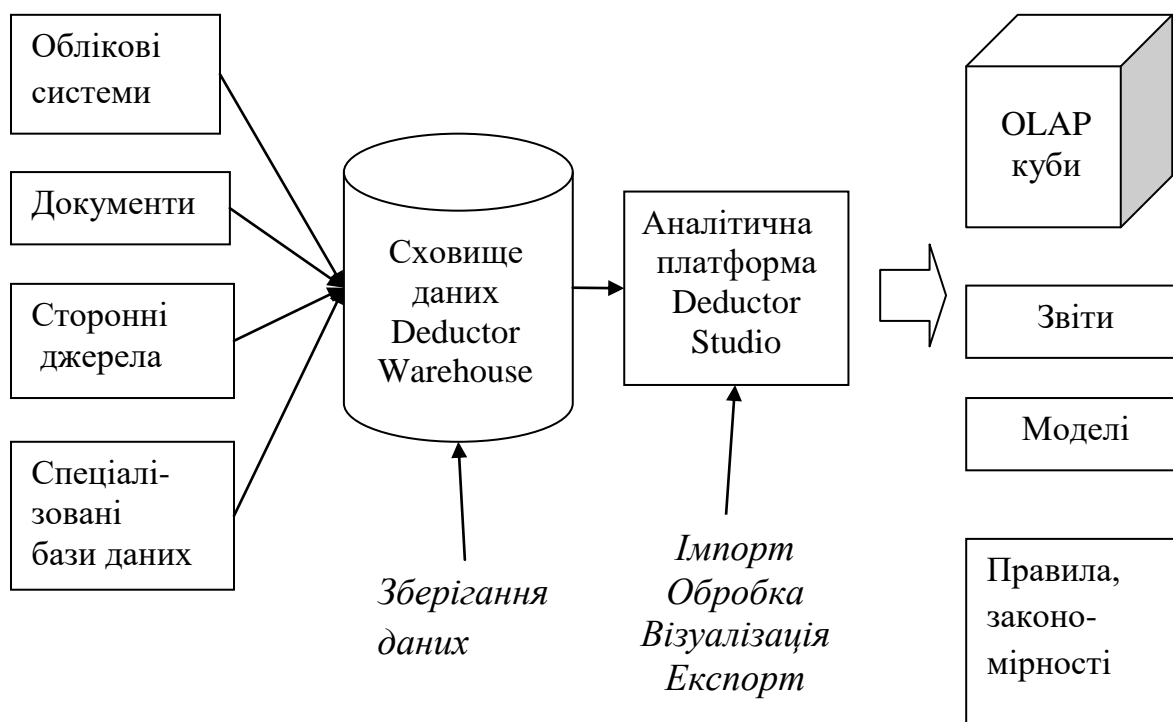 Облікові
системи
Документи
Сторонні
джерела
Спеціалі-
зовані
бази даних
Сховище
даних
Deductor
Warehouse
Зберігання
даних
Аналітична
платформа
Deductor
Studio
Імпорт
Обробка
Візуалізація
Експорт
OLAP
куби
Звіти
Моделі
Правила,
законо-
мірності